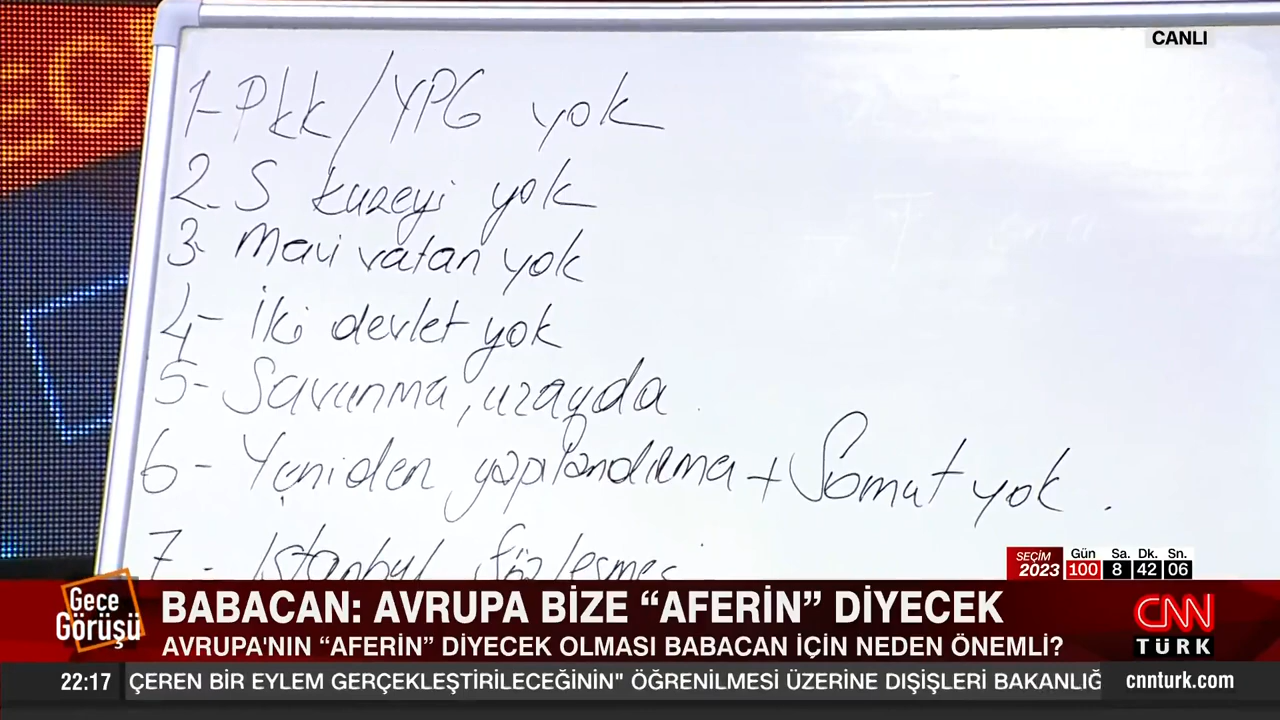 CANLI
1- Pkk/YPG yok
2- S kuzeyi yok
3- Mavi vatan yok
4- İki devlet yok
5- Savunma, uzayda
6- Yeniden yapılandırma + Somut yok.
7- İstanbul Sözleşmesi
SEÇİM 2023
Gün Sa. Dk. Sn.
100 8 42 06
Gece Görüşü
BABACAN: AVRUPA BİZE “AFERİN” DİYECEK
AVRUPA'NIN “AFERİN” DİYECEK OLMASI BABACAN İÇİN NEDEN ÖNEMLİ?
CNN TÜRK
22:17 ÇEREN BİR EYLEM GERÇEKLEŞTİRİLECEĞİNİN" ÖĞRENİLMESİ ÜZERİNE DIŞİŞLERİ BAKANLIĞ cnnturk.com